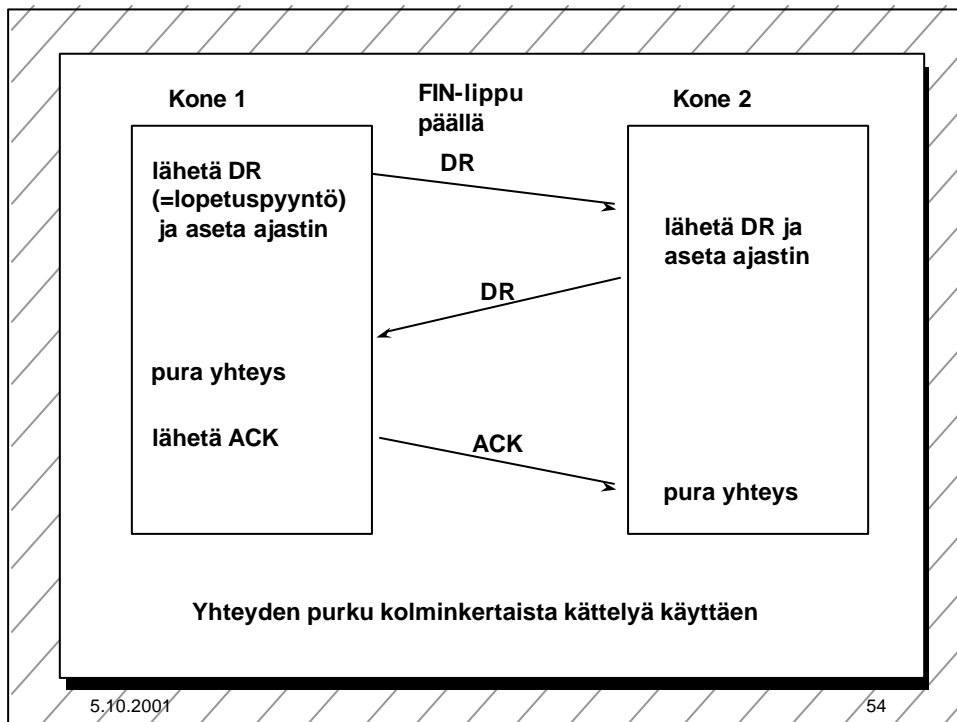 Kone 1
FIN-lippu
päällä
Kone 2
DR
lähetä DR
(=lopetuspyyntö)
ja aseta ajastin
lähetä DR ja
aseta ajastin
DR
pura yhteys
lähetä ACK
ACK
pura yhteys
Yhteyden purku kolminkertaista kättelyä käyttäen
5.10.2001
54